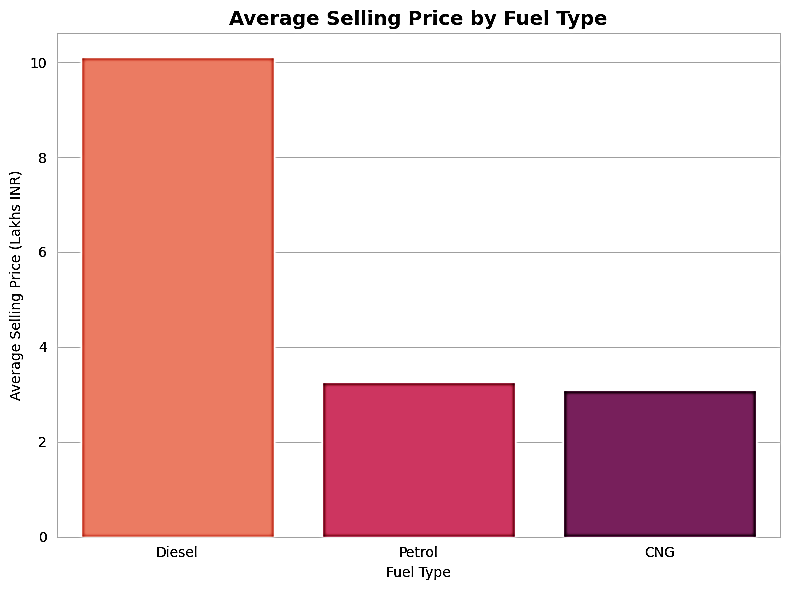 Average Selling Price by Fuel Type
Average Selling Price (Lakhs INR)
10
8
6
4
2
0
Diesel
Petrol
CNG
Fuel Type